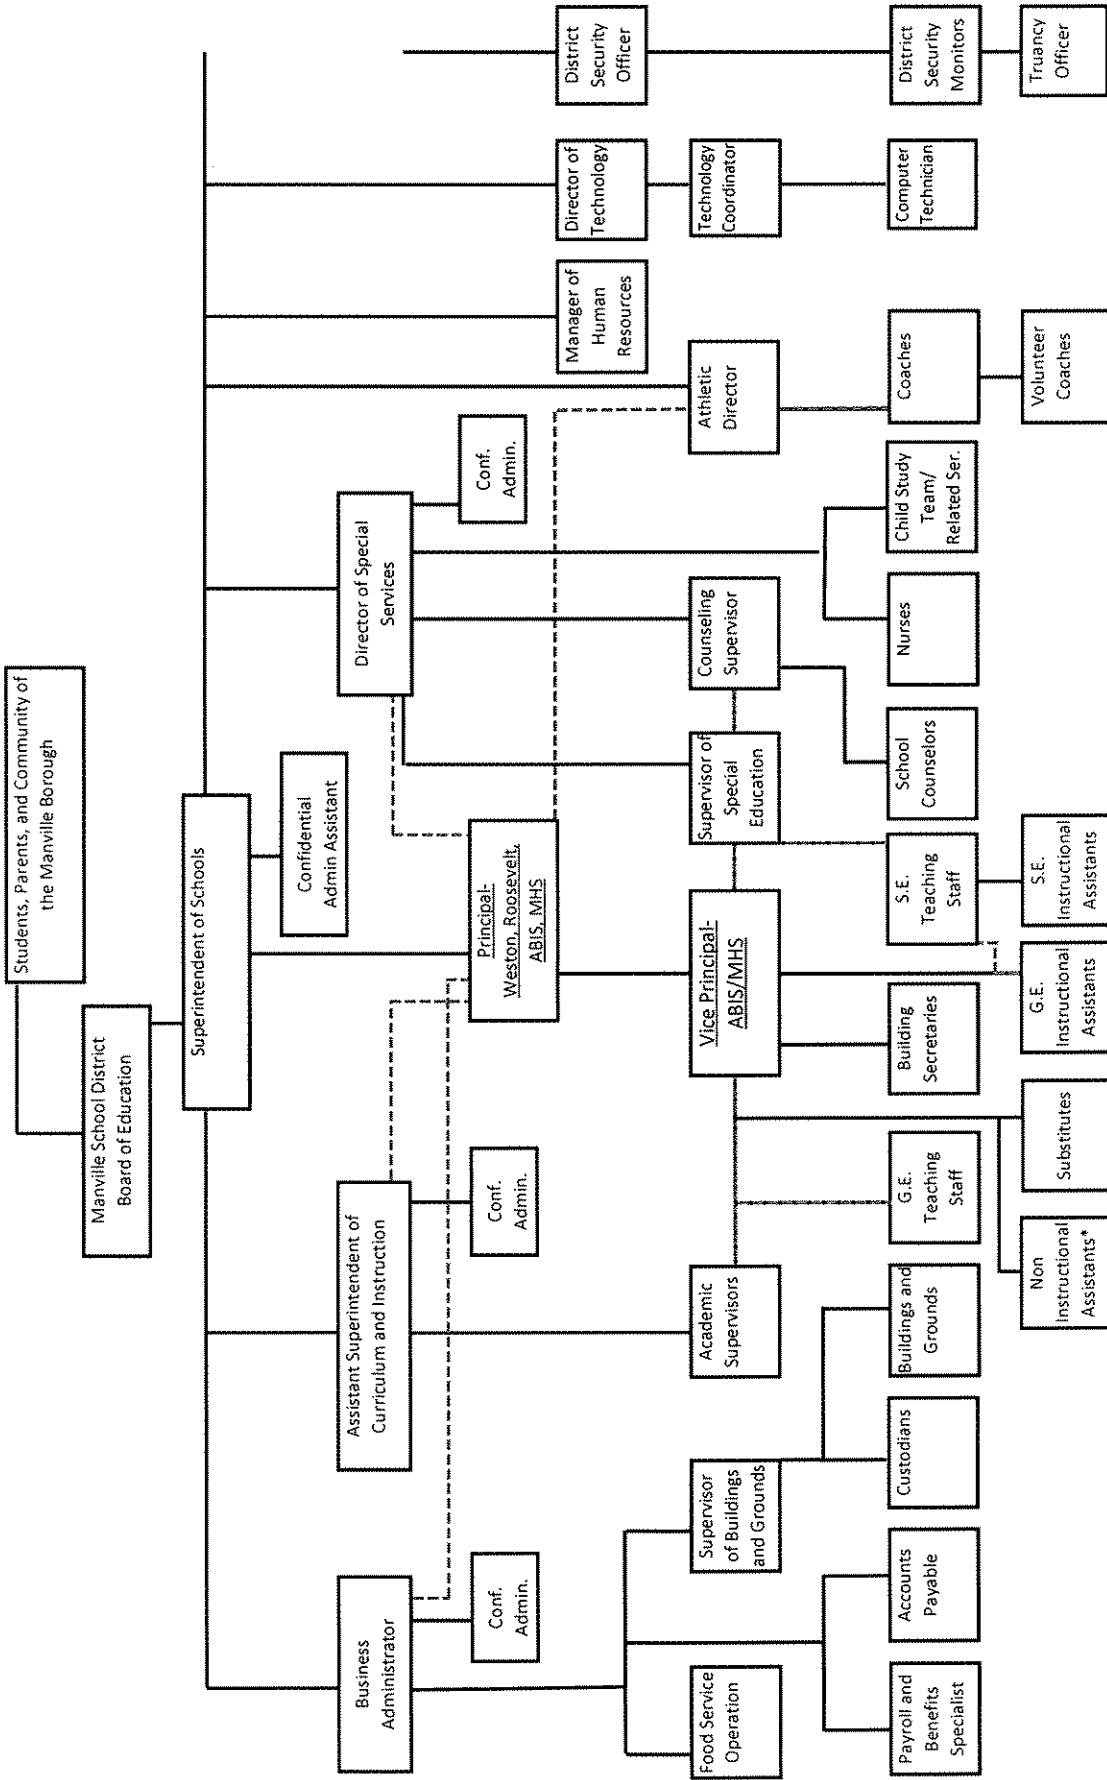 Students, Parents, and Community of
the Manville Borough
Manville School District
Board of Education
Superintendent of Schools
Confidential
Admin Assistant
Business
Administrator
Assistant Superintendent of
Curriculum and Instruction
Director of Special
Services
Conf.
Admin.
Conf.
Admin.
Principal-
Weston, Roosevelt,
ABIS, MHS
Conf.
Admin.
Manager of
Human
Resources
Director of
Technology
District
Security
Officer
Food Service
Operation
Supervisor
of Buildings
and Grounds
Academic
Supervisors
Vice Principal-
ABIS/MHS
Supervisor of
Special
Education
Counseling
Supervisor
Athletic
Director
Technology
Coordinator
Payroll and
Benefits
Specialist
Accounts
Payable
Custodians
Buildings and
Grounds
G.E.
Teaching
Staff
Building
Secretaries
S.E.
Teaching
Staff
School
Counselors
Nurses
Child Study
Team/
Related Ser.
Coaches
Computer
Technician
District
Security
Monitors
Non
Instructional
Assistants*
Substitutes
G.E.
Instructional
Assistants
S.E.
Instructional
Assistants
Volunteer
Coaches
Truancy
Officer